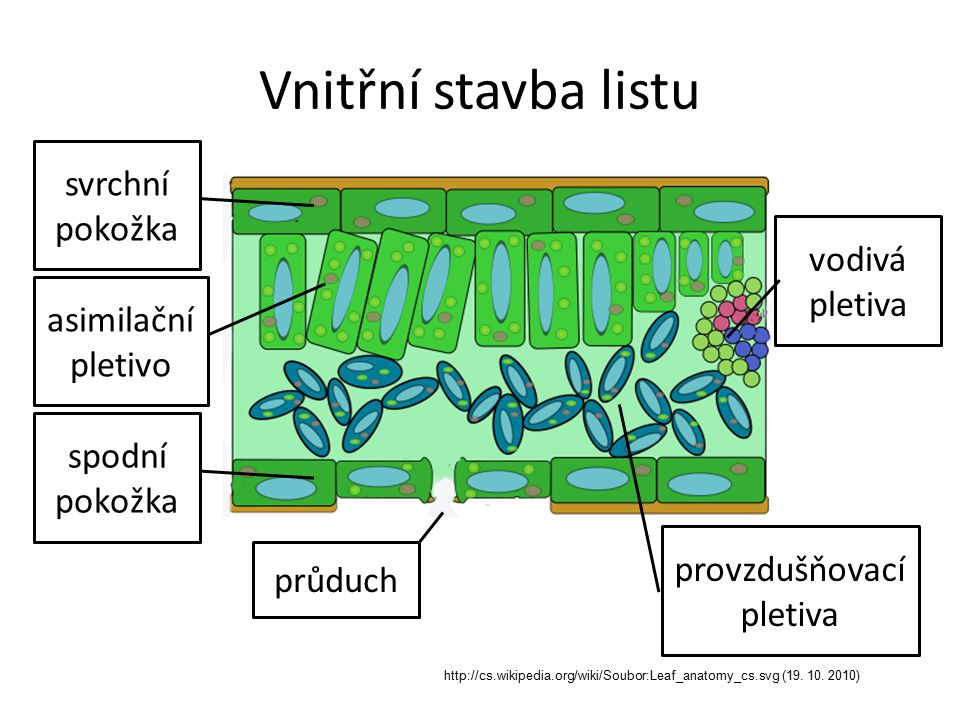 Vnitřní stavba listu
svrchní
pokožka
asimilační
pletivo
spodní
pokožka
průduch
vodivá
pletiva
provzdušňovací
pletiva
http://cs.wikipedia.org/wiki/Soubor:Leaf_anatomy_cs.svg (19. 10. 2010)